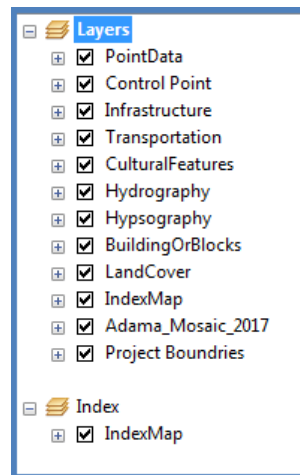 Layers
PointData
Control Point
Infrastructure
Transportation
CulturalFeatures
Hydrography
Hypsography
BuildingOrBlocks
LandCover
IndexMap
Adama_Mosaic_2017
Project Boundries
Index
IndexMap